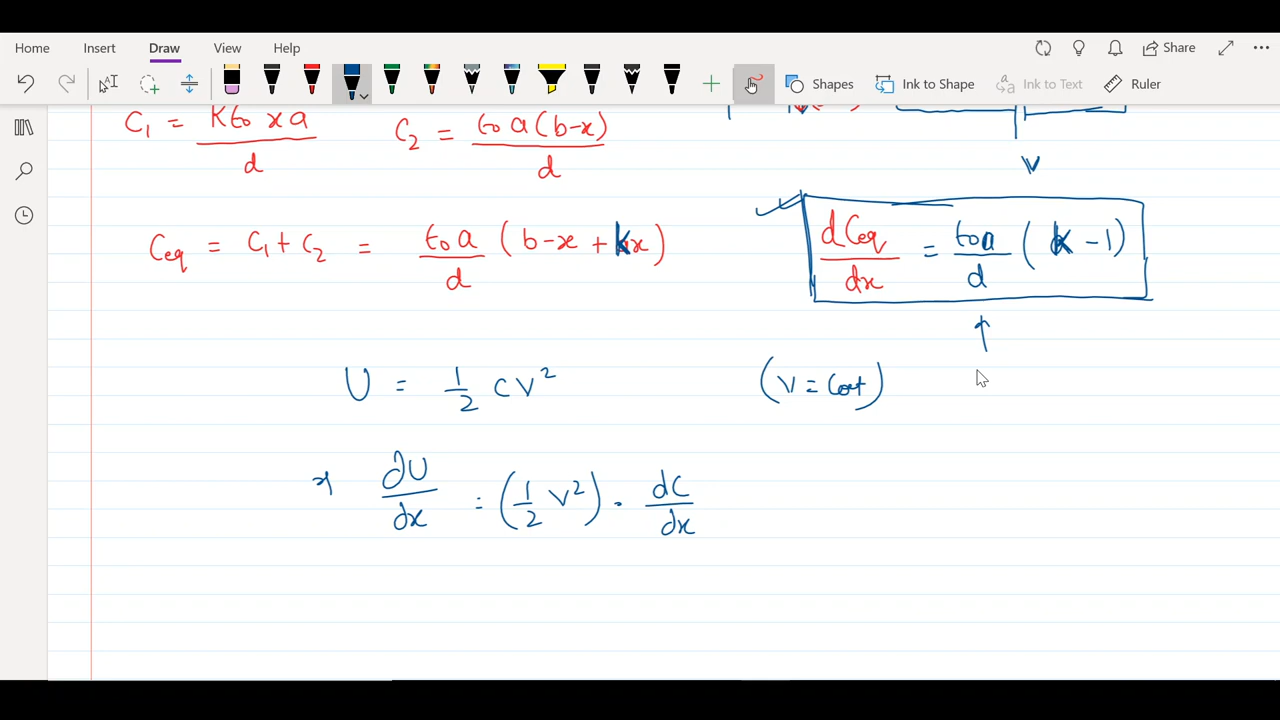 Home Insert Draw View Help Share
Shapes Ink to Shape Ink to Text Ruler
C₁ = Kε₀ x a / d C₂ = ε₀ a (b-x) / d
V
Ceq = C₁ + C₂ = ε₀ a / d (b - x + Kx) dCeq / dx = ε₀ a / d (K - 1)
U = 1/2 C V² (V = Const)
∂U / ∂x = (1/2 V²) · dC / dx